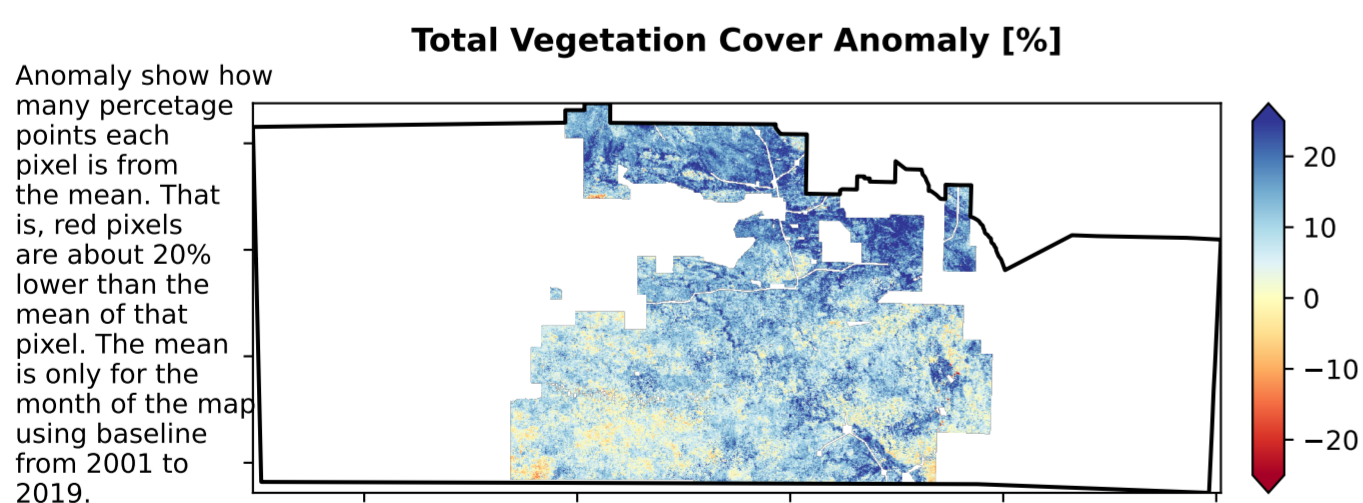 Total Vegetation Cover Anomaly [%]
Anomaly show how
many percetage
points each
pixel is from
the mean. That
is, red pixels
are about 20%
lower than the
mean of that
pixel. The mean
is only for the
month of the map
using baseline
from 2001 to
2019.
20
10
0
−10
−20